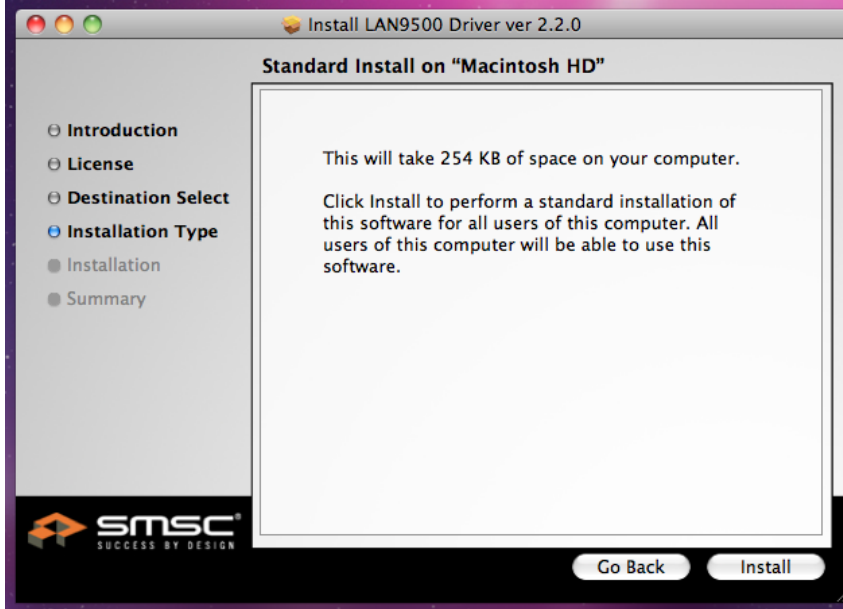 Install LAN9500 Driver ver 2.2.0
Standard Install on “Macintosh HD”
Introduction
License
Destination Select
Installation Type
Installation
Summary
This will take 254 KB of space on your computer.
Click Install to perform a standard installation of
this software for all users of this computer. All
users of this computer will be able to use this
software.
smsc®
SUCCESS BY DESIGN
Go Back
Install